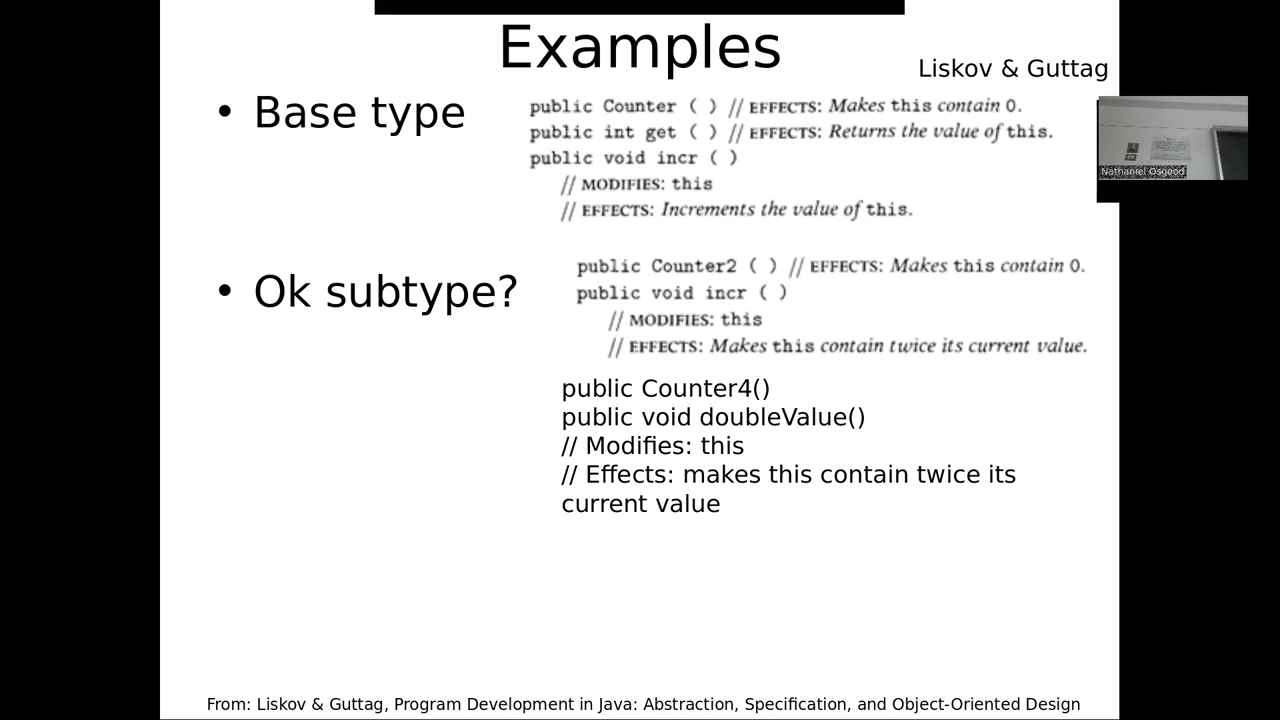 Examples
Liskov & Guttag
• Base type
public Counter ( ) // EFFECTS: Makes this contain 0.
public int get ( ) // EFFECTS: Returns the value of this.
public void incr ( )
// MODIFIES: this
// EFFECTS: Increments the value of this.
Nathaniel Osgood
• Ok subtype?
public Counter2 ( ) // EFFECTS: Makes this contain 0.
public void incr ( )
// MODIFIES: this
// EFFECTS: Makes this contain twice its current value.
public Counter4()
public void doubleValue()
// Modifies: this
// Effects: makes this contain twice its
current value
From: Liskov & Guttag, Program Development in Java: Abstraction, Specification, and Object-Oriented Design